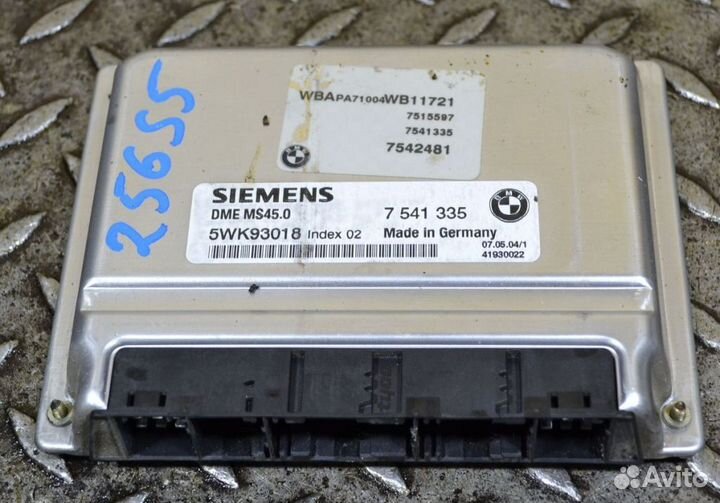 25655
WBAPA71004WB11721
7515597
7541335
7542481
BMW
SIEMENS
DME MS45.0
7 541 335
BMW
5WK93018 Index 02
Made in Germany
07.05.04/1
41930022
Avito